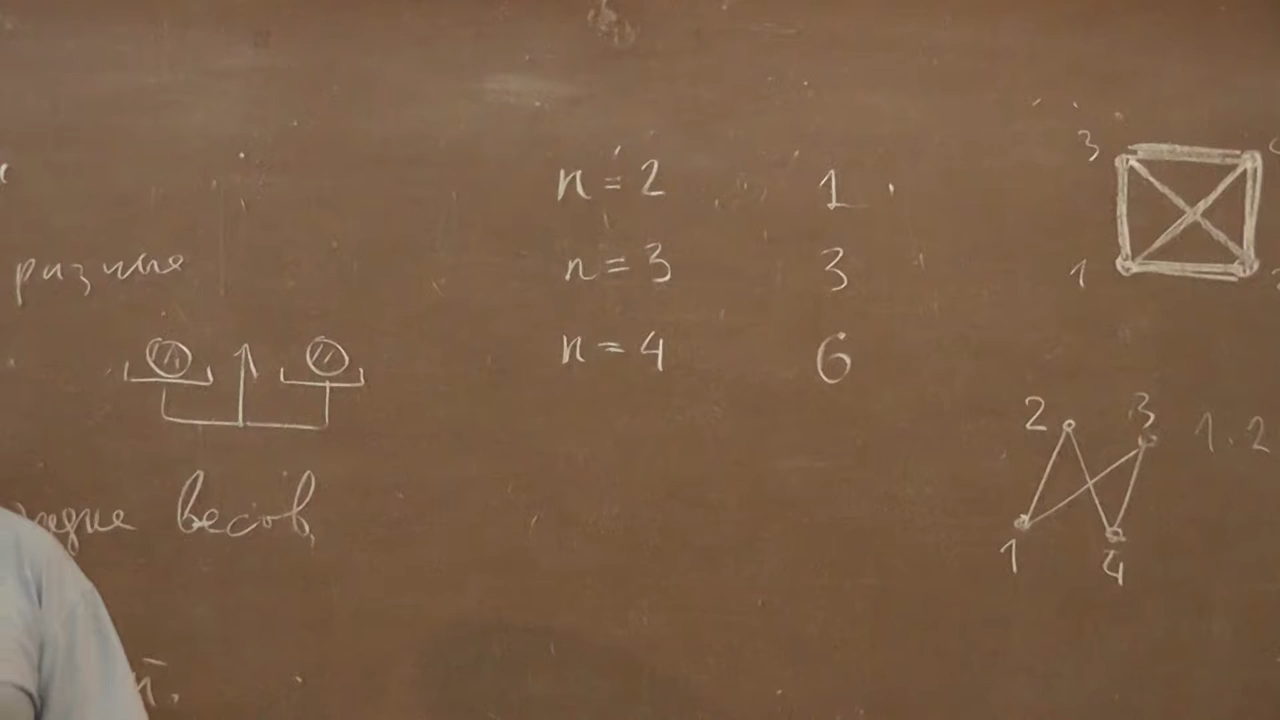 n = 2 1
n = 3 3
n = 4 6
3
1
разные
весов,
2 3 1.2
1 4